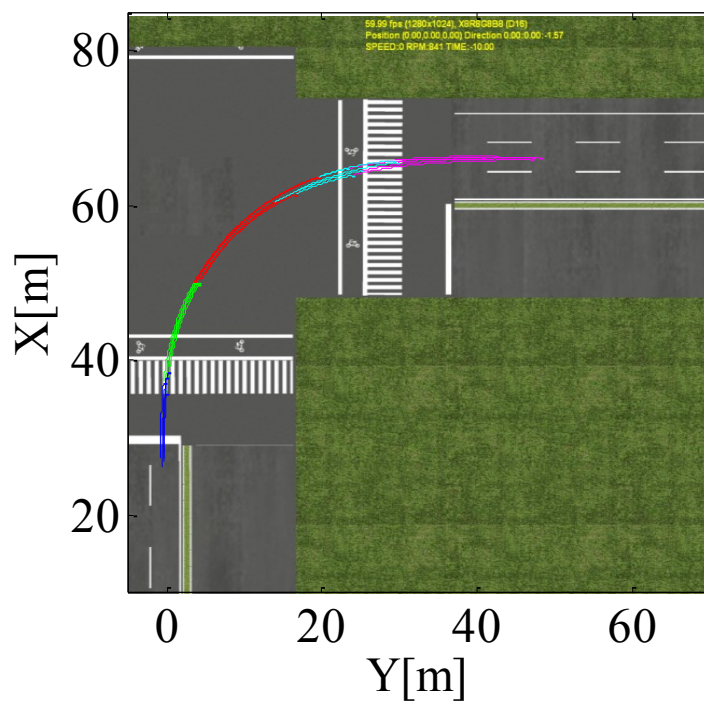 59.99 fps (1280x1024), X8R8G8B8 (D16)
Position (0.00,0.00,0.00) Direction 0.00:0.00:-1.57
SPEED:0 RPM:841 TIME:-10.00
80
60
40
20
X[m]
0 20 40 60
Y[m]